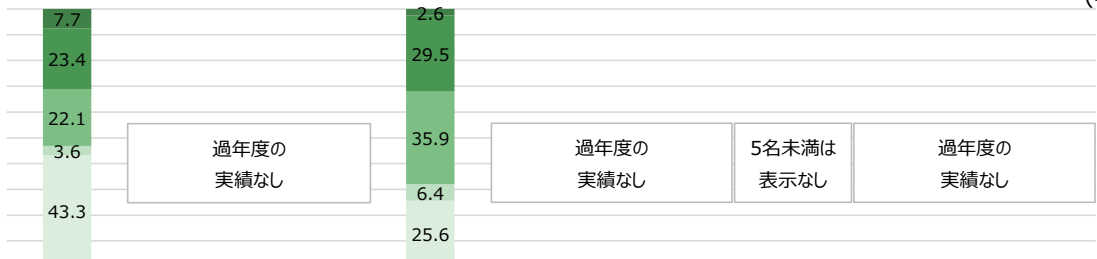 7.7
23.4
22.1
3.6
43.3
過年度の
実績なし
2.6
29.5
35.9
6.4
25.6
過年度の
実績なし
5名未満は
表示なし
過年度の
実績なし